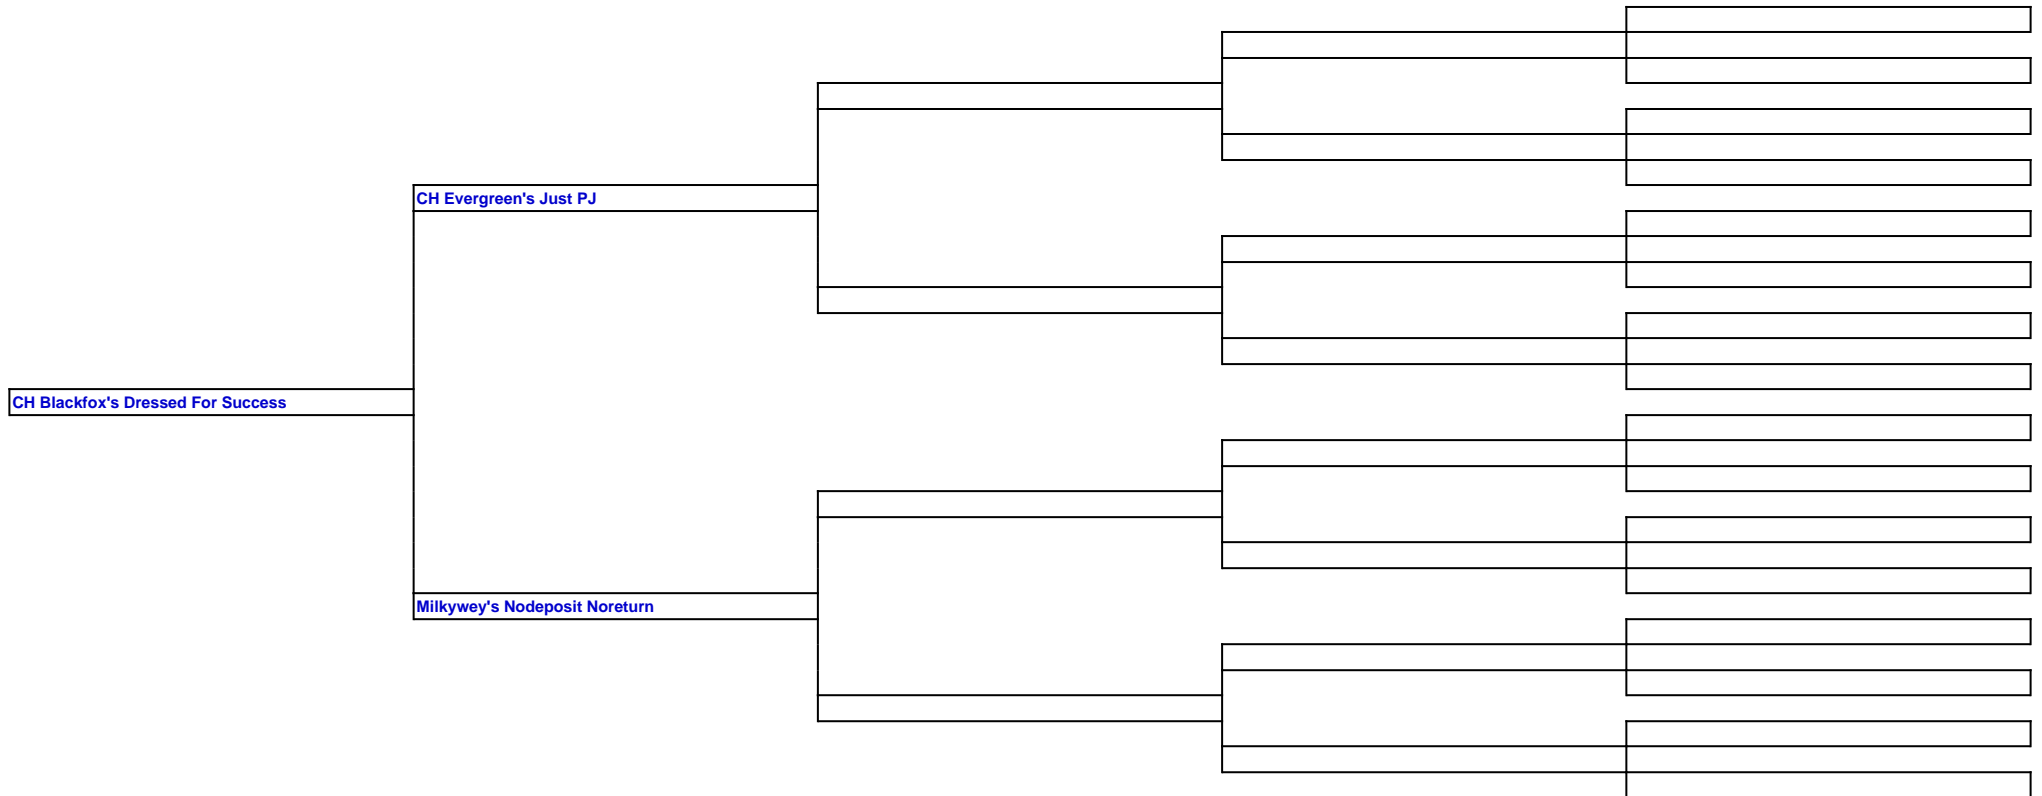 CH Evergreen's Just PJ
CH Blackfox's Dressed For Success
Milkywey's Nodeposit Noreturn